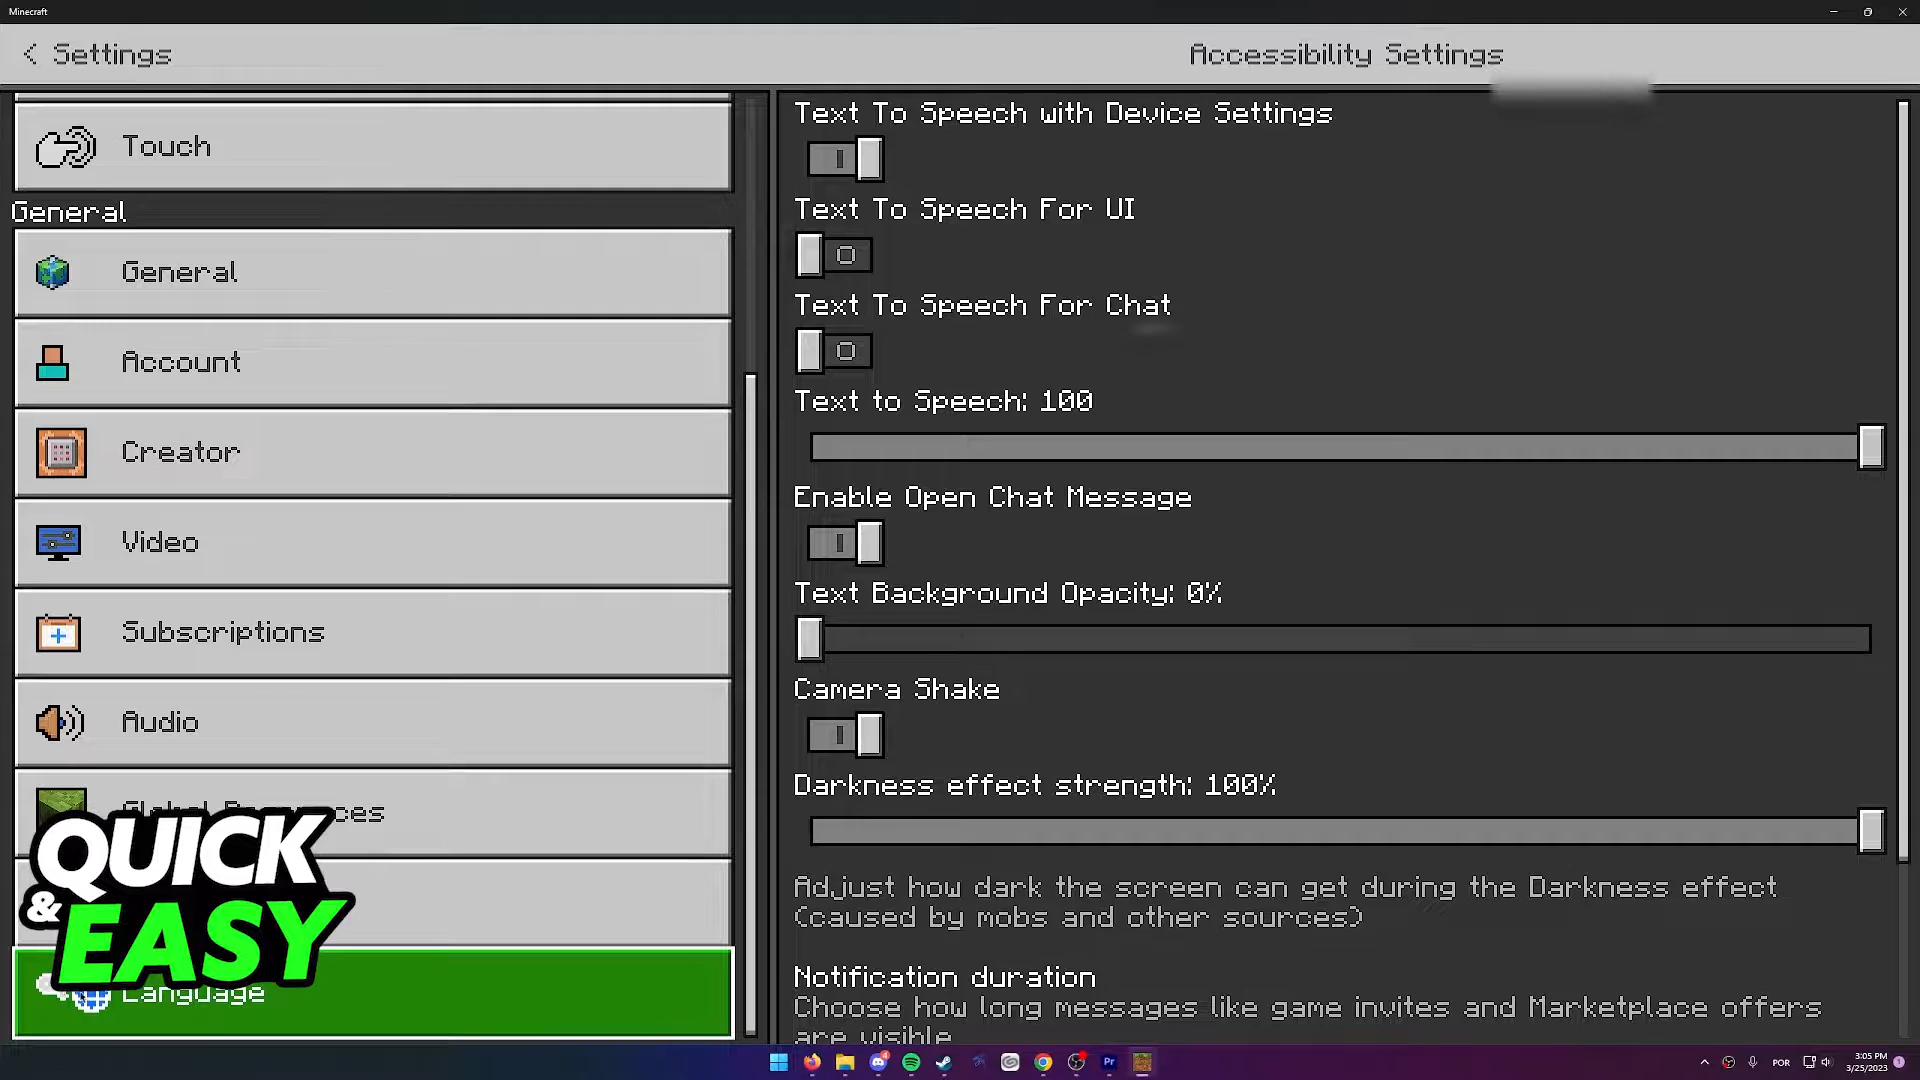 Minecraft
Settings
Accessibility Settings
Touch
General
General
Account
Creator
Video
Subscriptions
Audio
QUICK
& EASY
Language
Text To Speech with Device Settings
Text To Speech For UI
Text To Speech For Chat
Text to Speech: 100
Enable Open Chat Message
Text Background Opacity: 0%
Camera Shake
Darkness effect strength: 100%
Adjust how dark the screen can get during the Darkness effect
(caused by mobs and other sources)
Notification duration
Choose how long messages like game invites and Marketplace offers
are visible
4
Pr
POR
3:05 PM
3/25/2023
1